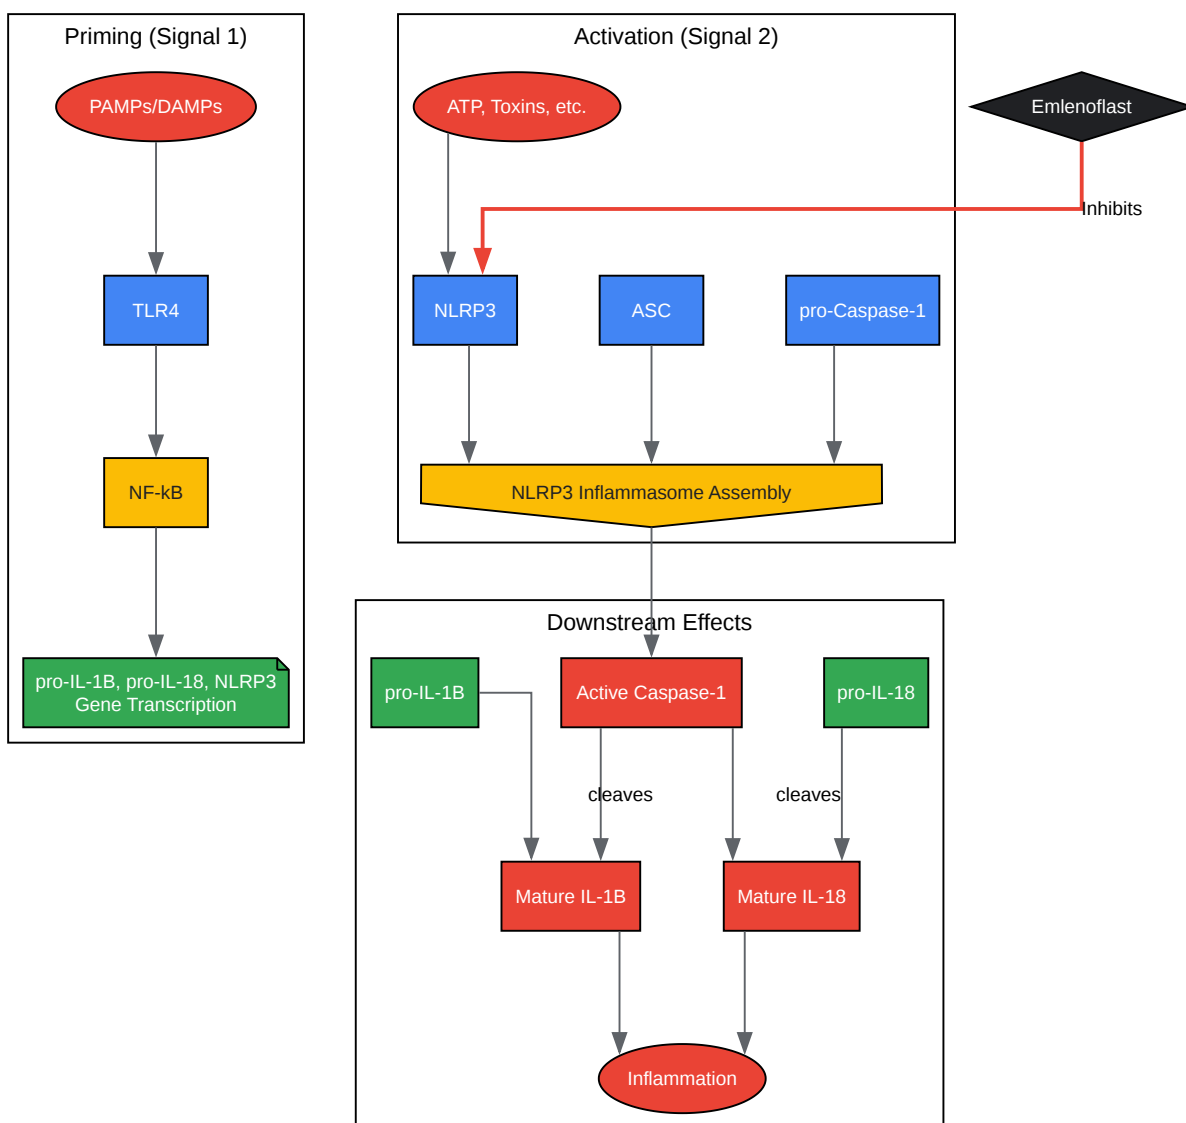 Priming (Signal 1)
PAMPs/DAMPs
TLR4
NF-kB
pro-IL-1B, pro-IL-18, NLRP3
Gene Transcription
Activation (Signal 2)
ATP, Toxins, etc.
Emlenoflast
Inhibits
NLRP3
ASC
pro-Caspase-1
NLRP3 Inflammasome Assembly
Downstream Effects
pro-IL-1B
Active Caspase-1
pro-IL-18
cleaves
cleaves
Mature IL-1B
Mature IL-18
Inflammation